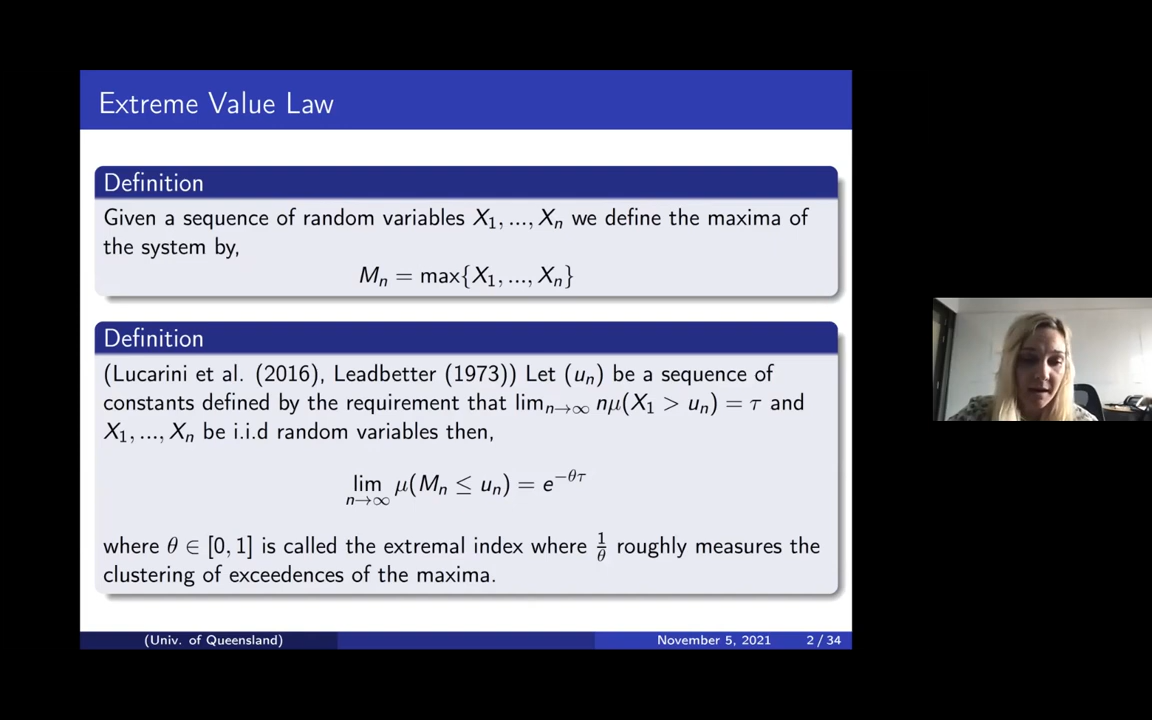 Extreme Value Law
Definition
Given a sequence of random variables X₁, ..., Xₙ we define the maxima of
the system by,
Mₙ = max{X₁, ..., Xₙ}
Definition
(Lucarini et al. (2016), Leadbetter (1973)) Let (uₙ) be a sequence of
constants defined by the requirement that limₙ→∞ nμ(X₁ > uₙ) = τ and
X₁, ..., Xₙ be i.i.d random variables then,
lim n→∞ μ(Mₙ ≤ uₙ) = e^{−θτ}
where θ ∈ [0, 1] is called the extremal index where 1/θ roughly measures the
clustering of exceedences of the maxima.
(Univ. of Queensland) November 5, 2021 2 / 34